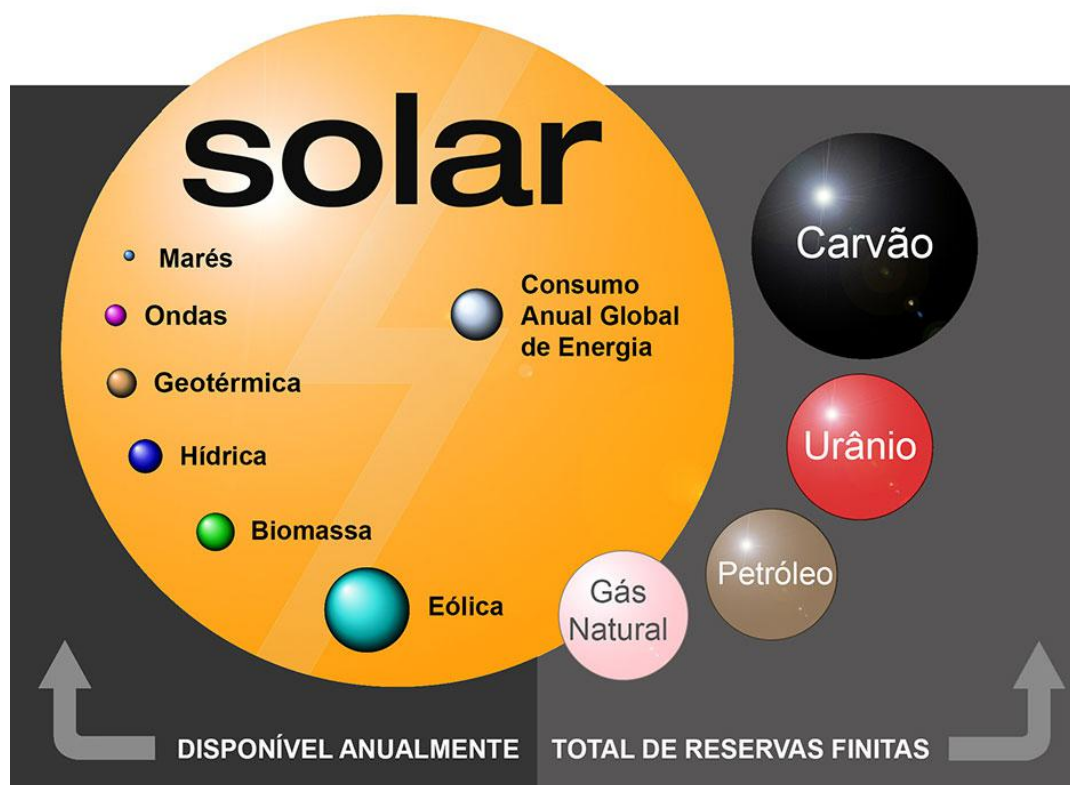 solar
Marés
Ondas
Geotérmica
Hídrica
Biomassa
Eólica
Consumo
Anual Global
de Energia
Carvão
Urânio
Petróleo
Gás
Natural
DISPONÍVEL ANUALMENTE
TOTAL DE RESERVAS FINITAS